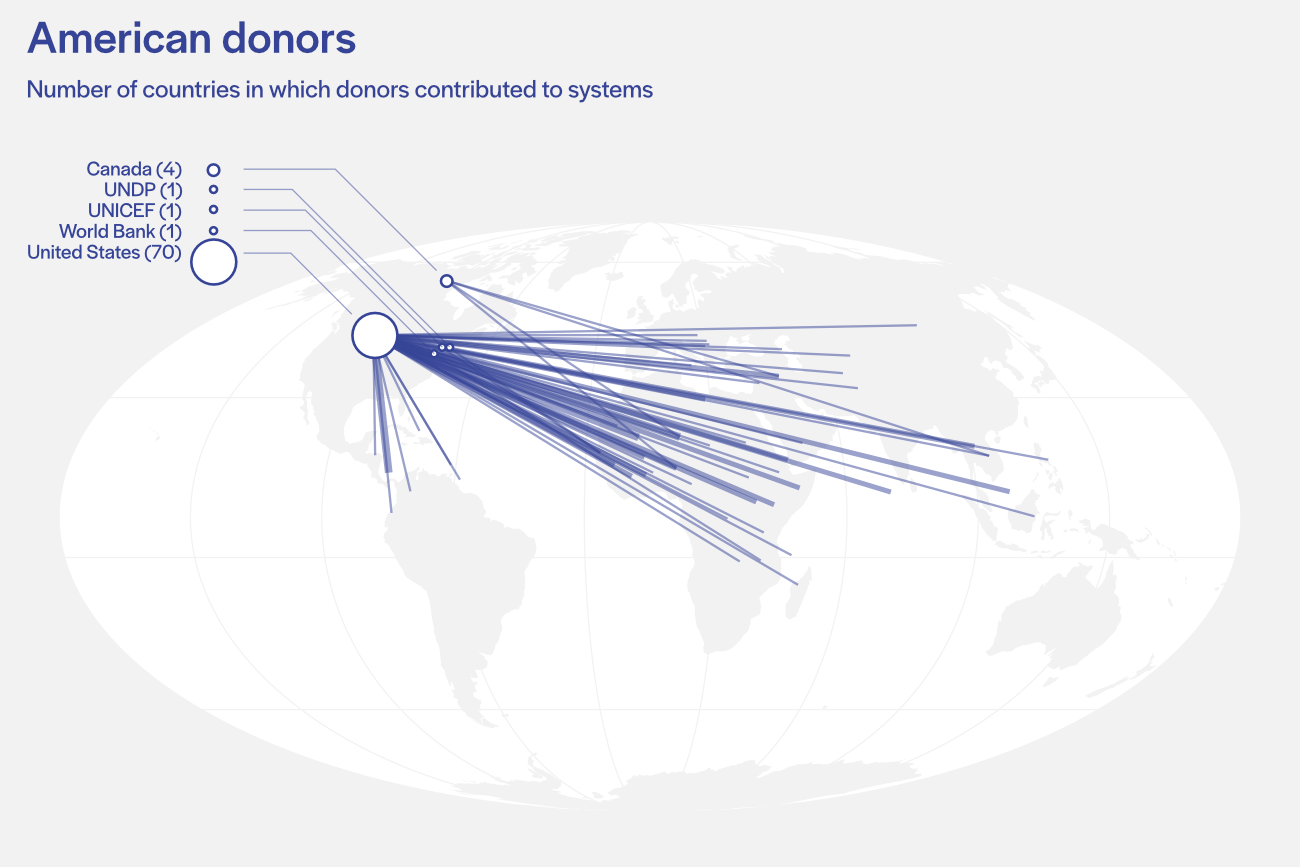 American donors
Number of countries in which donors contributed to systems
Canada (4)
UNDP (1)
UNICEF (1)
World Bank (1)
United States (70)